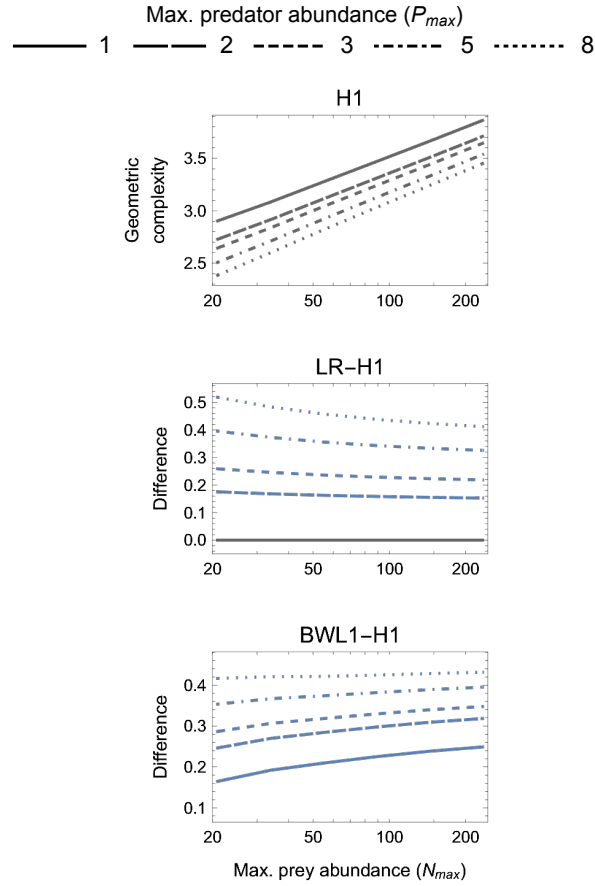 Max. predator abundance (Pmax)
1 2 3 5 8
H1
Geometric
complexity
3.5
3.0
2.5
20 50 100 200
LR–H1
Difference
0.5
0.4
0.3
0.2
0.1
0.0
20 50 100 200
BWL1–H1
Difference
0.4
0.3
0.2
0.1
20 50 100 200
Max. prey abundance (Nmax)